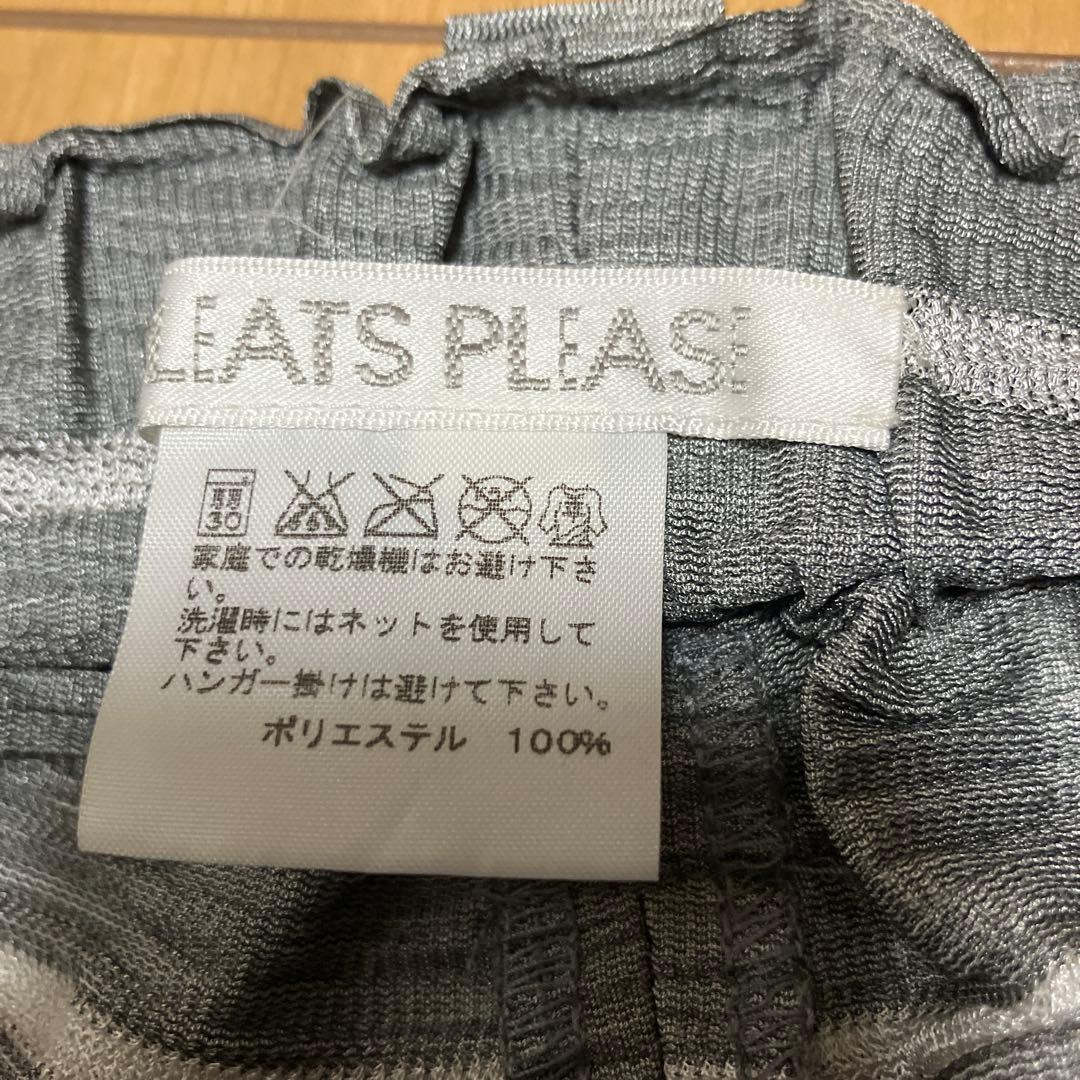 LEATS PLEASE
30
家庭での乾燥機はお避け下さ
い。
洗濯時にはネットを使用して
下さい。
ハンガー掛けは避けて下さい。
ポリエステル 100%